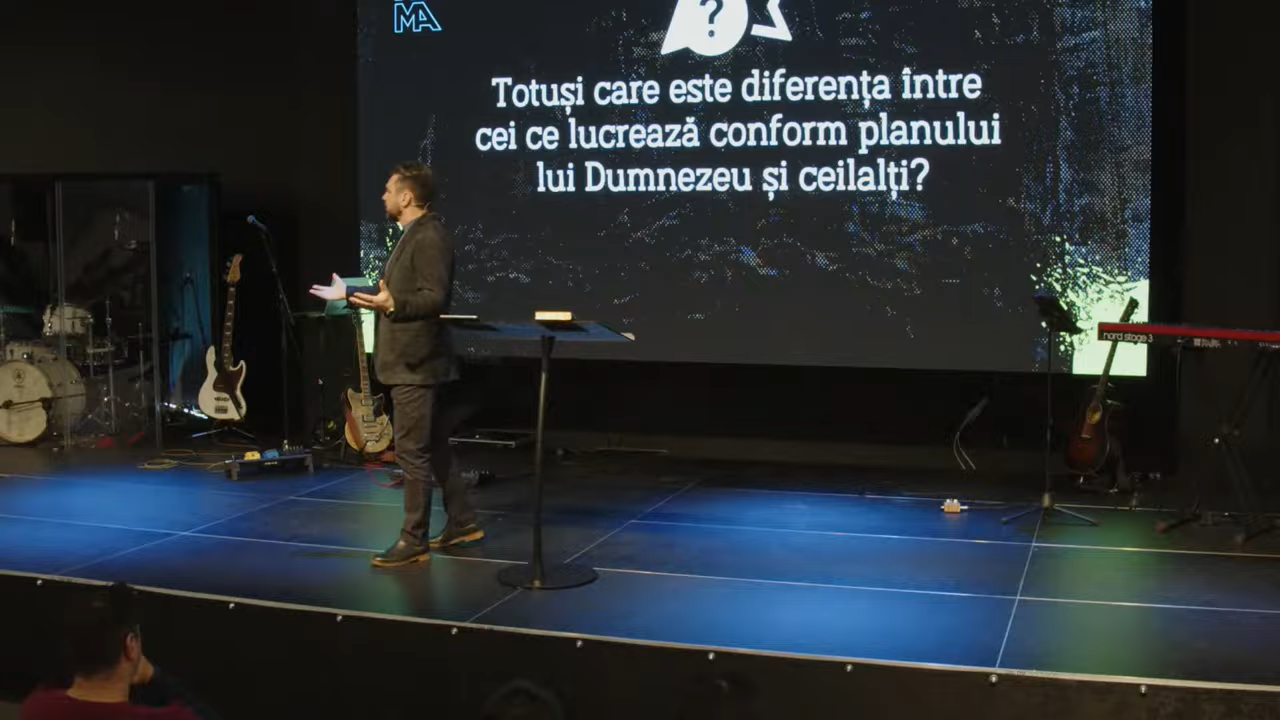 MA
?
Totuși care este diferența între
cei ce lucrează conform planului
lui Dumnezeu și ceilalți?
nord stage 3